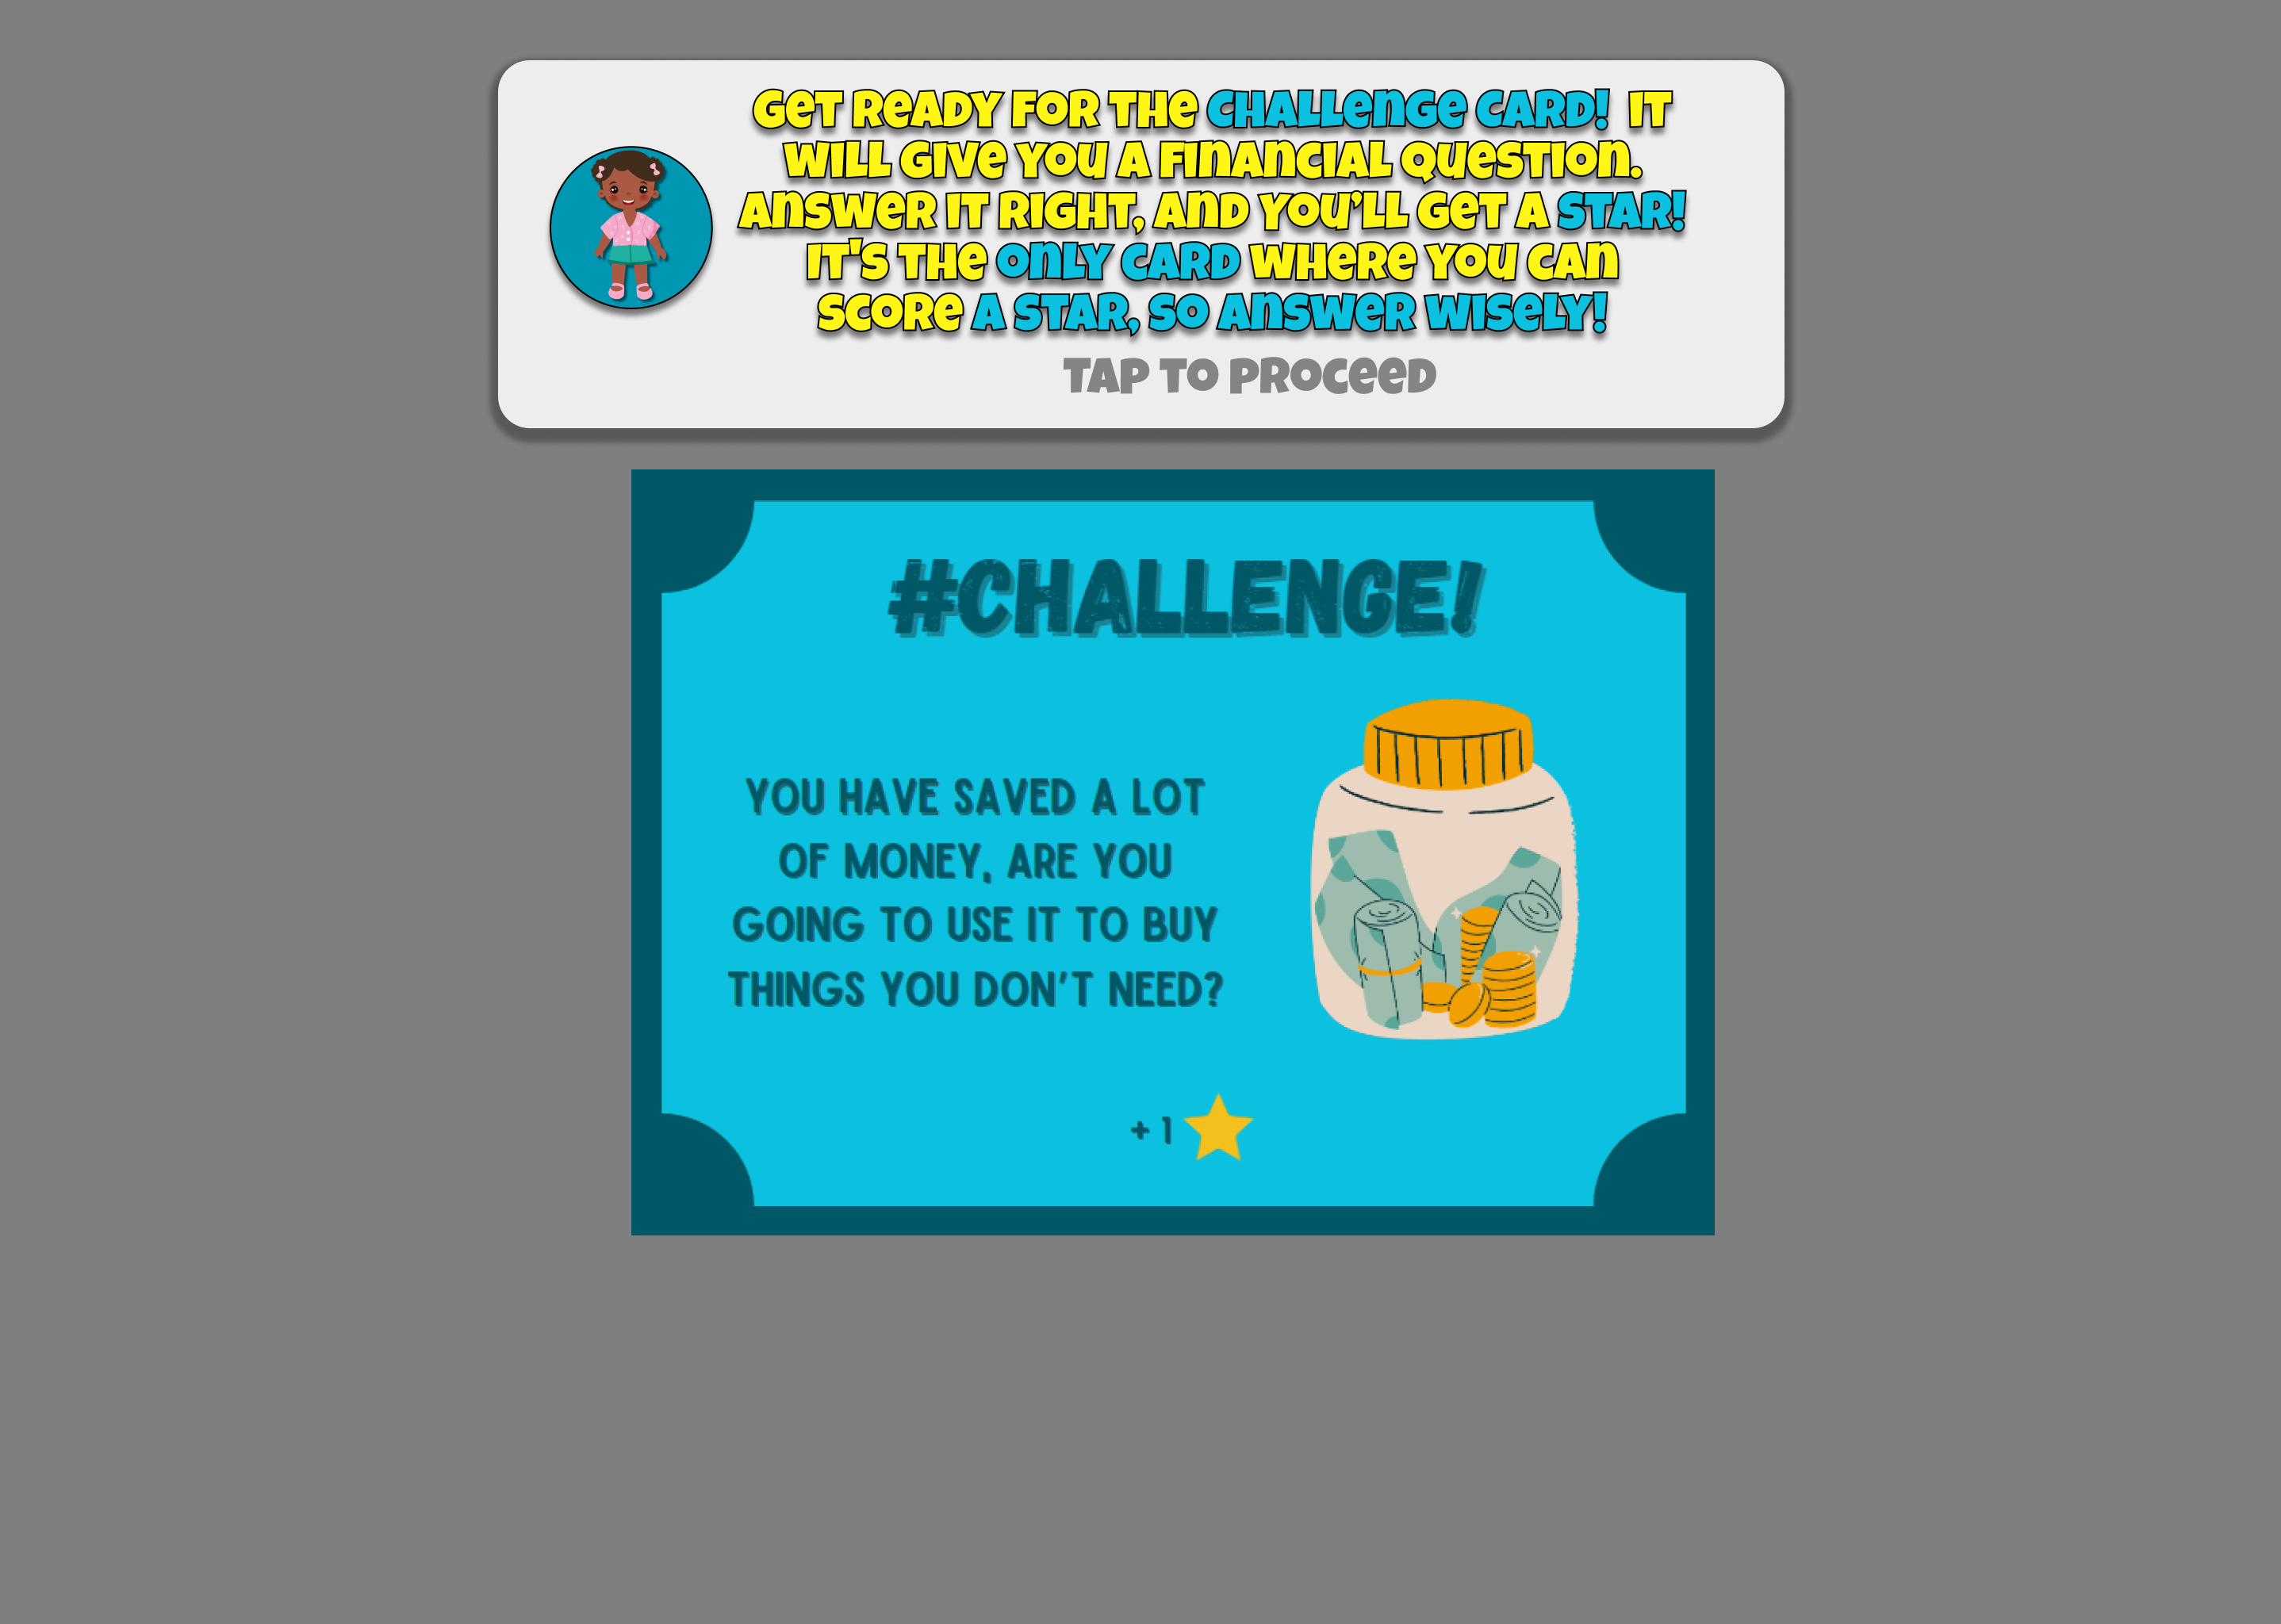 GET READY FOR THE CHALLENGE CARD! IT
WILL GIVE YOU A FINANCIAL QUESTION.
ANSWER IT RIGHT, AND YOU'LL GET A STAR!
IT'S THE ONLY CARD WHERE YOU CAN
SCORE A STAR, SO ANSWER WISELY!
TAP TO PROCEED
#CHALLENGE!
YOU HAVE SAVED A LOT
OF MONEY, ARE YOU
GOING TO USE IT TO BUY
THINGS YOU DON'T NEED?
+ 1